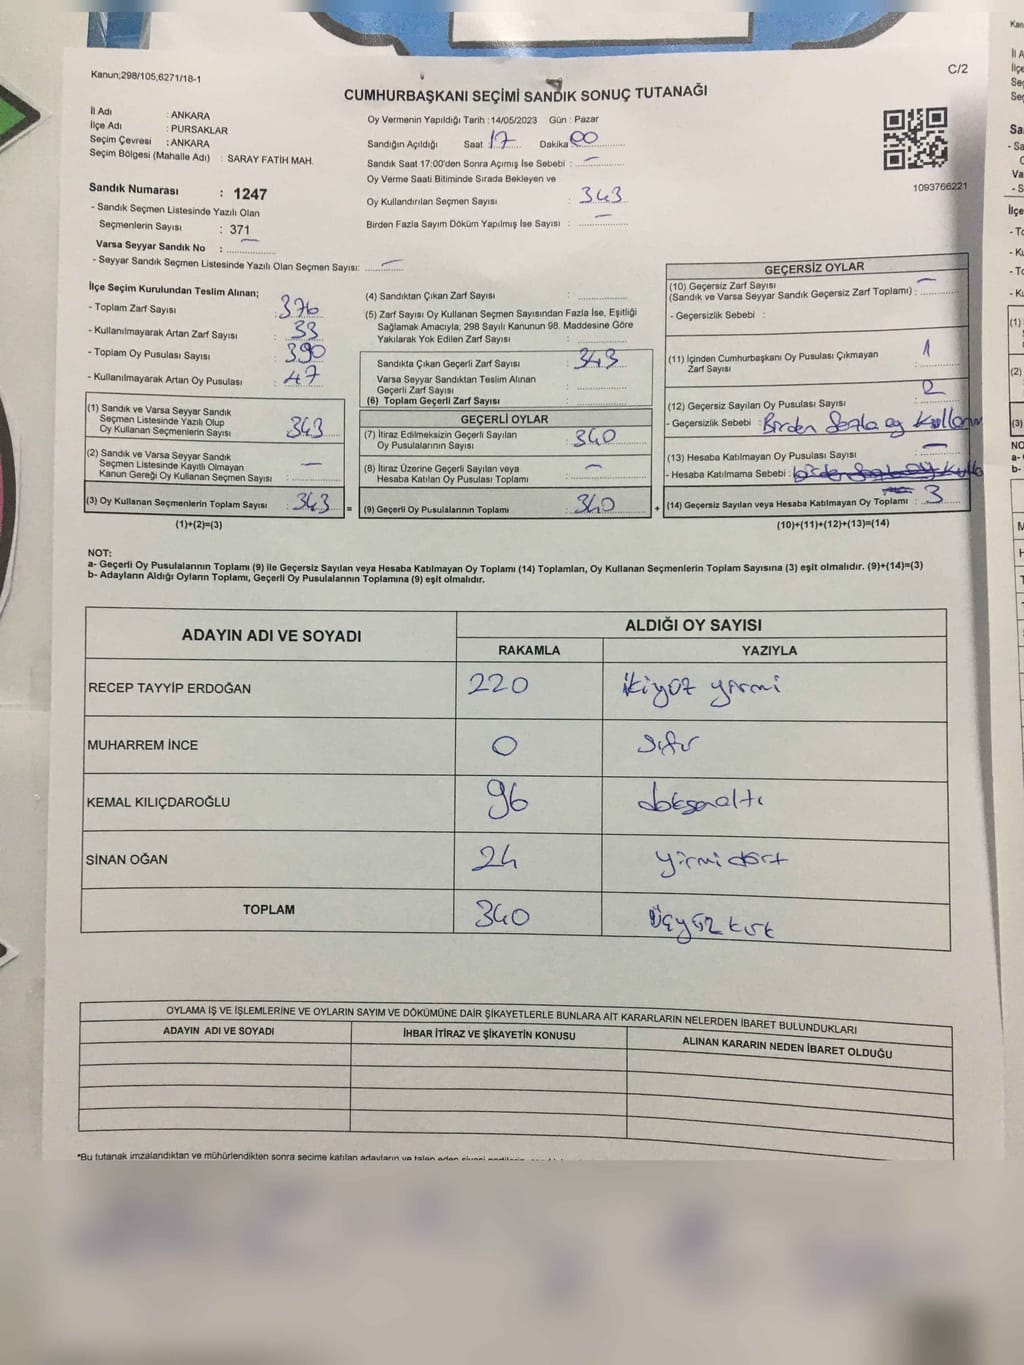 Kanun;298/105,6271/18-1
C/2
CUMHURBAŞKANI SEÇİMİ SANDIK SONUÇ TUTANAĞI
İl Adı : ANKARA
İlçe Adı : PURSAKLAR
Seçim Çevresi : ANKARA
Seçim Bölgesi (Mahalle Adı) : SARAY FATİH MAH.
Oy Vermenin Yapıldığı Tarih : 14/05/2023 Gün : Pazar
Sandığın Açıldığı Saat : 17 Dakika 00
Sandık Saat 17:00'den Sonra Açımış İse Sebebi : —
Oy Verme Saati Bitiminde Sırada Bekleyen ve
Oy Kullandırılan Seçmen Sayısı : 343
Birden Fazla Sayım Döküm Yapılmış İse Sayısı : —
1093766221
Sandık Numarası : 1247
- Sandık Seçmen Listesinde Yazılı Olan
Seçmenlerin Sayısı : 371
Varsa Seyyar Sandık No : —
- Seyyar Sandık Seçmen Listesinde Yazılı Olan Seçmen Sayısı: —
İlçe Seçim Kurulundan Teslim Alınan;
- Toplam Zarf Sayısı : 376
- Kullanılmayarak Artan Zarf Sayısı : 33
- Toplam Oy Pusulası Sayısı : 390
- Kullanılmayarak Artan Oy Pusulası : 47
(1) Sandık ve Varsa Seyyar Sandık
Seçmen Listesinde Yazılı Olup
Oy Kullanan Seçmenlerin Sayısı : 343
(2) Sandık ve Varsa Seyyar Sandık
Seçmen Listesinde Kayıtlı Olmayan
Kanun Gereği Oy Kullanan Seçmen Sayısı : —
(3) Oy Kullanan Seçmenlerin Toplam Sayısı : 343
(1)+(2)=(3)
(4) Sandıktan Çıkan Zarf Sayısı :
(5) Zarf Sayısı Oy Kullanan Seçmen Sayısından Fazla İse, Eşitliği
Sağlamak Amacıyla; 298 Sayılı Kanunun 98. Maddesine Göre
Yakılarak Yok Edilen Zarf Sayısı :
Sandıkta Çıkan Geçerli Zarf Sayısı : 343
Varsa Seyyar Sandıktan Teslim Alınan
Geçerli Zarf Sayısı :
(6) Toplam Geçerli Zarf Sayısı :
GEÇERLİ OYLAR
(7) İtiraz Edilmeksizin Geçerli Sayılan
Oy Pusulalarının Sayısı : 340
(8) İtiraz Üzerine Geçerli Sayılan veya
Hesaba Katılan Oy Pusulası Toplamı : —
(9) Geçerli Oy Pusulalarının Toplamı : 340
GEÇERSİZ OYLAR
(10) Geçersiz Zarf Sayısı
(Sandık ve Varsa Seyyar Sandık Geçersiz Zarf Toplamı) : —
- Geçersizlik Sebebi :
(11) İçinden Cumhurbaşkanı Oy Pusulası Çıkmayan
Zarf Sayısı : 1
(12) Geçersiz Sayılan Oy Pusulası Sayısı : 2
- Geçersizlik Sebebi : Birden fazla oy kullanım
(13) Hesaba Katılmayan Oy Pusulası Sayısı : —
- Hesaba Katılmama Sebebi :
(14) Geçersiz Sayılan veya Hesaba Katılmayan Oy Toplamı : 3
(10)+(11)+(12)+(13)=(14)
NOT:
a- Geçerli Oy Pusulalarının Toplamı (9) ile Geçersiz Sayılan veya Hesaba Katılmayan Oy Toplamı (14) Toplamları, Oy Kullanan Seçmenlerin Toplam Sayısına (3) eşit olmalıdır. (9)+(14)=(3)
b- Adayların Aldığı Oyların Toplamı, Geçerli Oy Pusulalarının Toplamına (9) eşit olmalıdır.
ADAYIN ADI VE SOYADI ALDIĞI OY SAYISI
RAKAMLA YAZIYLA
RECEP TAYYİP ERDOĞAN 220 ikiyüz yirmi
MUHARREM İNCE 0 sıfır
KEMAL KILIÇDAROĞLU 96 doksanaltı
SİNAN OĞAN 24 yirmi dört
TOPLAM 340 Üçyüz kırk
OYLAMA İŞ VE İŞLEMLERİNE VE OYLARIN SAYIM VE DÖKÜMÜNE DAİR ŞİKAYETLERLE BUNLARA AİT KARARLARIN NELERDEN İBARET BULUNDUKLARI
ADAYIN ADI VE SOYADI İHBAR İTİRAZ VE ŞİKAYETİN KONUSU ALINAN KARARIN NEDEN İBARET OLDUĞU
*Bu tutanak imzalandıktan ve mühürlendikten sonra seçime katılan adayların ve talep eden siyasi partilerin